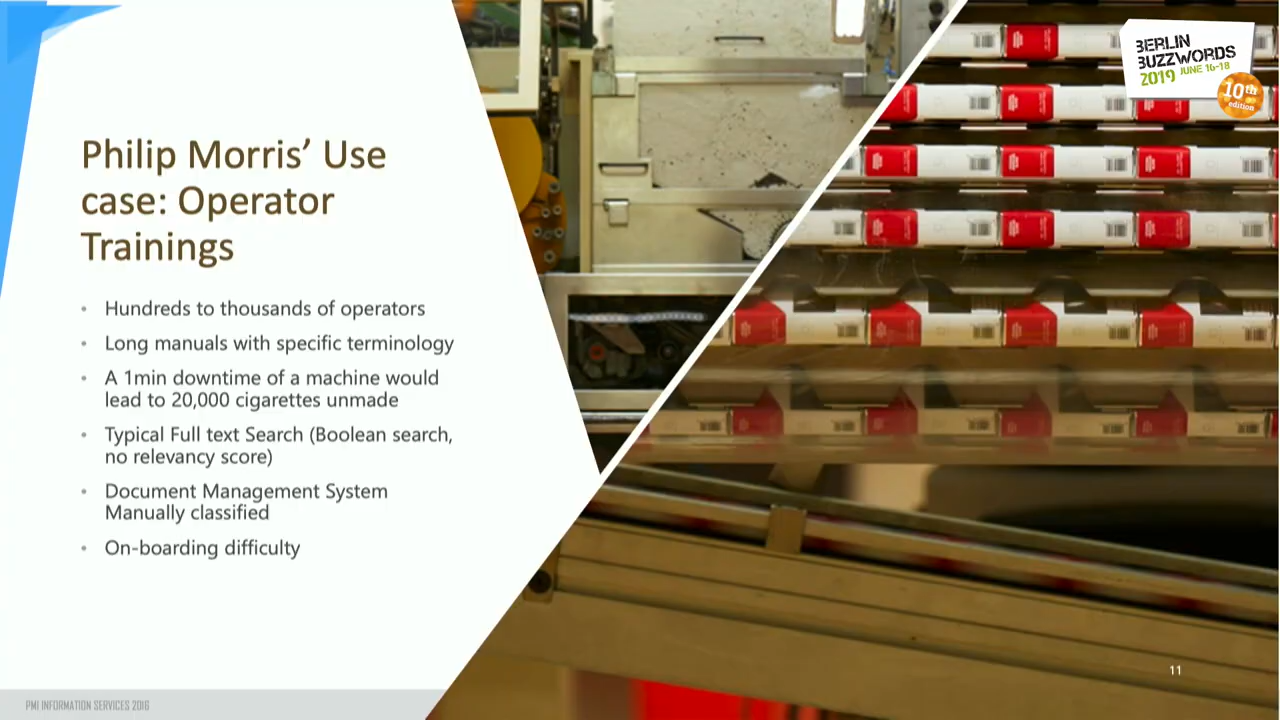 Philip Morris’ Use
case: Operator
Trainings
• Hundreds to thousands of operators
• Long manuals with specific terminology
• A 1min downtime of a machine would
lead to 20,000 cigarettes unmade
• Typical Full text Search (Boolean search,
no relevancy score)
• Document Management System
Manually classified
• On-boarding difficulty
BERLIN
BUZZWORDS
2019 JUNE 16-18
10th
edition
11
PMI INFORMATION SERVICES 2016